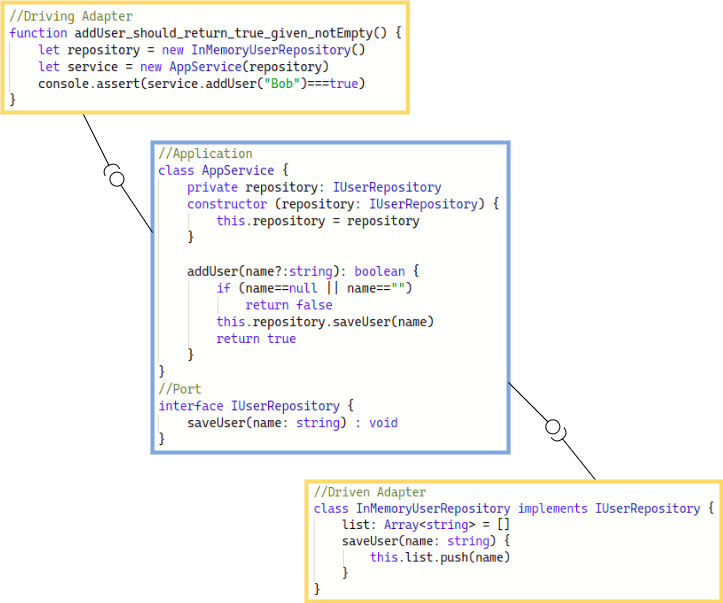 //Driving Adapter
function addUser_should_return_true_given_notEmpty() {
    let repository = new InMemoryUserRepository()
    let service = new AppService(repository)
    console.assert(service.addUser("Bob")===true)
}
//Application
class AppService {
    private repository: IUserRepository
    constructor (repository: IUserRepository) {
        this.repository = repository
    }

    addUser(name?:string): boolean {
        if (name==null || name=="")
            return false
        this.repository.saveUser(name)
        return true
    }
}
//Port
interface IUserRepository {
    saveUser(name: string) : void
}
//Driven Adapter
class InMemoryUserRepository implements IUserRepository {
    list: Array<string> = []
    saveUser(name: string) {
        this.list.push(name)
    }
}